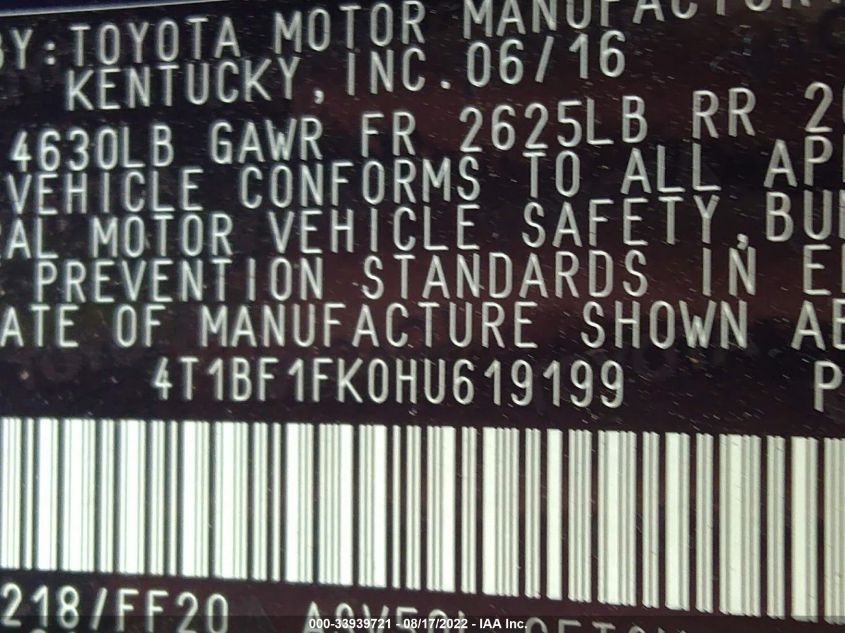 BY: TOYOTA MOTOR MANUFACTUR
KENTUCKY, INC. 06/16
4630LB GAWR FR 2625LB RR 2
VEHICLE CONFORMS TO ALL AP
AL MOTOR VEHICLE SAFETY, BU
PREVENTION STANDARDS IN E
ATE OF MANUFACTURE SHOWN AB
4T1BF1FK0HU619199 P
218/FF20
000-33939721 - 08/17/2022 - IAA Inc.